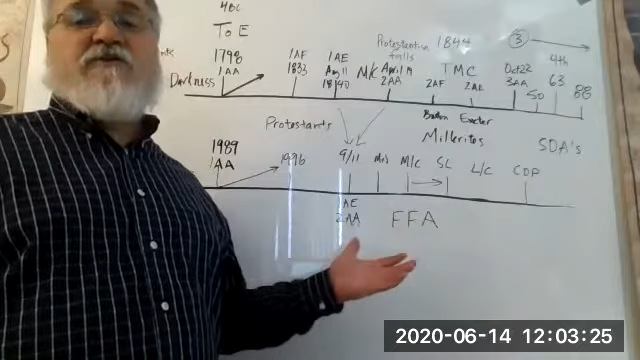 ToE
Protestantism 1844 3
falls
1798 1AF 1AE April 19 TMC Oct 22 4th
1AA 1833 Aug 11 M/C 2AA 2AF 2AE 3AA 50 63 88
Darkness 1840
Boston Exeter
Protestants Millerites SDA's
1989 1996 9/11 M/C SL L/C COP
1AA
1AE
2AA FFA
2020-06-14 12:03:25